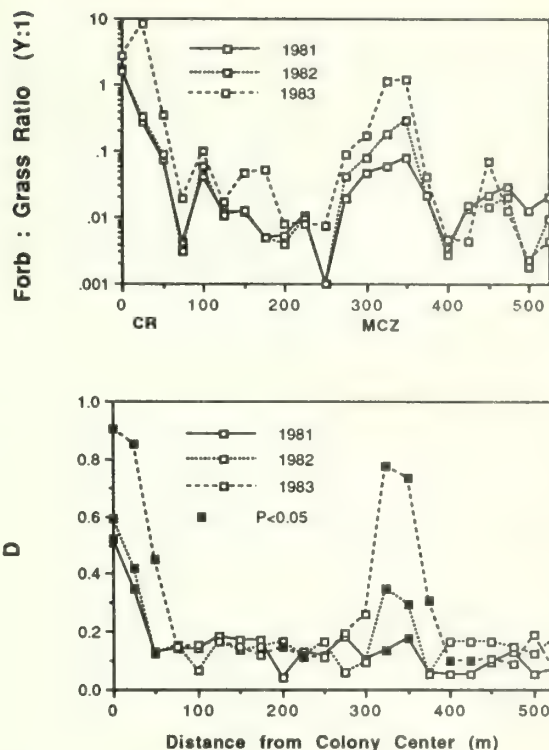 Forb : Grass Ratio (Y:1)
10
1
.1
.01
.001
1981
1982
1983
0 100 200 300 400 500
CR MCZ
D
1.0
0.8
0.6
0.4
0.2
0.0
1981
1982
1983
P<0.05
0 100 200 300 400 500
Distance from Colony Center (m)